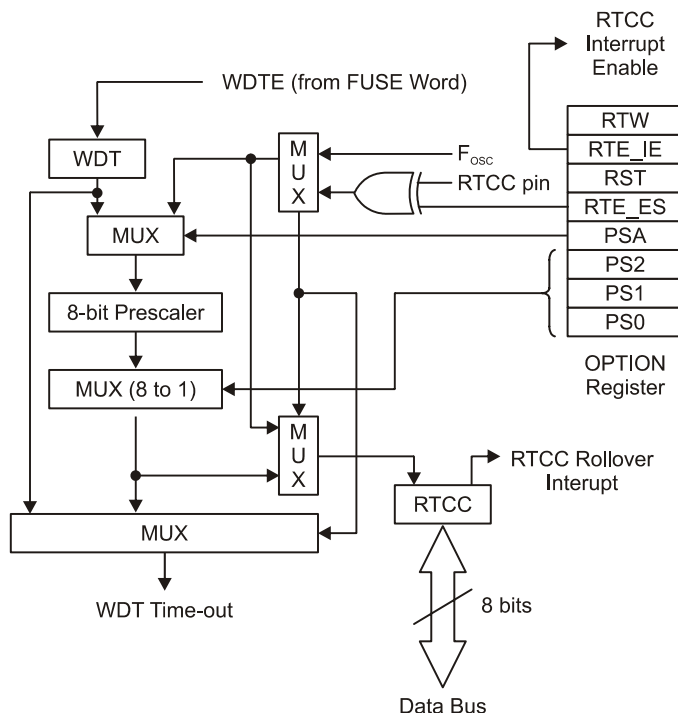 RTCC
Interrupt
Enable
WDTE (from FUSE Word)
WDT
MUX
8-bit Prescaler
MUX (8 to 1)
MUX
WDT Time-out
M
U
X
FOSC
RTCC pin
RTW
RTE_IE
RST
RTE_ES
PSA
PS2
PS1
PS0
OPTION
Register
M
U
X
RTCC Rollover
Interupt
RTCC
8 bits
Data Bus